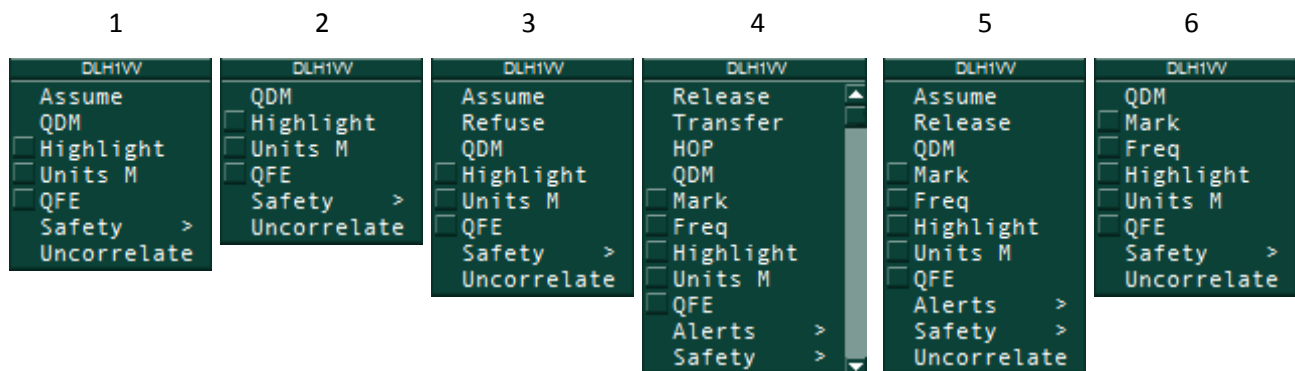 1 2 3 4 5 6
DLH1VV
Assume
QDM
Highlight
Units M
QFE
Safety >
Uncorrelate
DLH1VV
QDM
Highlight
Units M
QFE
Safety >
Uncorrelate
DLH1VV
Assume
Refuse
QDM
Highlight
Units M
QFE
Safety >
Uncorrelate
DLH1VV
Release
Transfer
HOP
QDM
Mark
Freq
Highlight
Units M
QFE
Alerts >
Safety >
DLH1VV
Assume
Release
QDM
Mark
Freq
Highlight
Units M
QFE
Alerts >
Safety >
Uncorrelate
DLH1VV
QDM
Mark
Freq
Highlight
Units M
QFE
Safety >
Uncorrelate